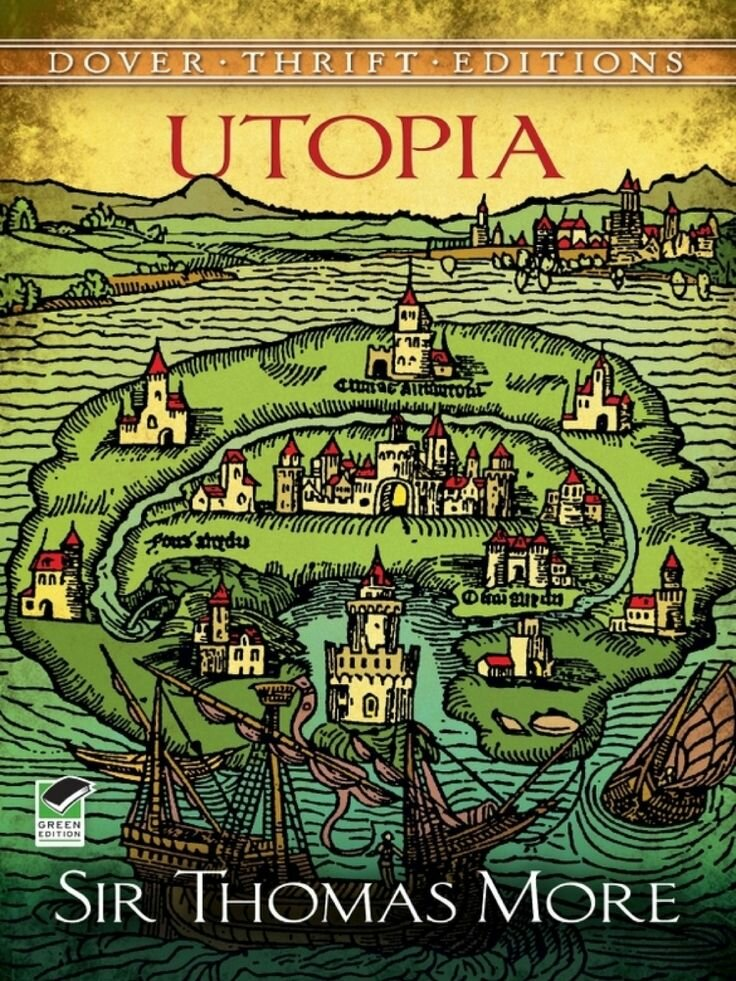 DOVER · THRIFT · EDITIONS
UTOPIA
GREEN
EDITION
SIR THOMAS MORE